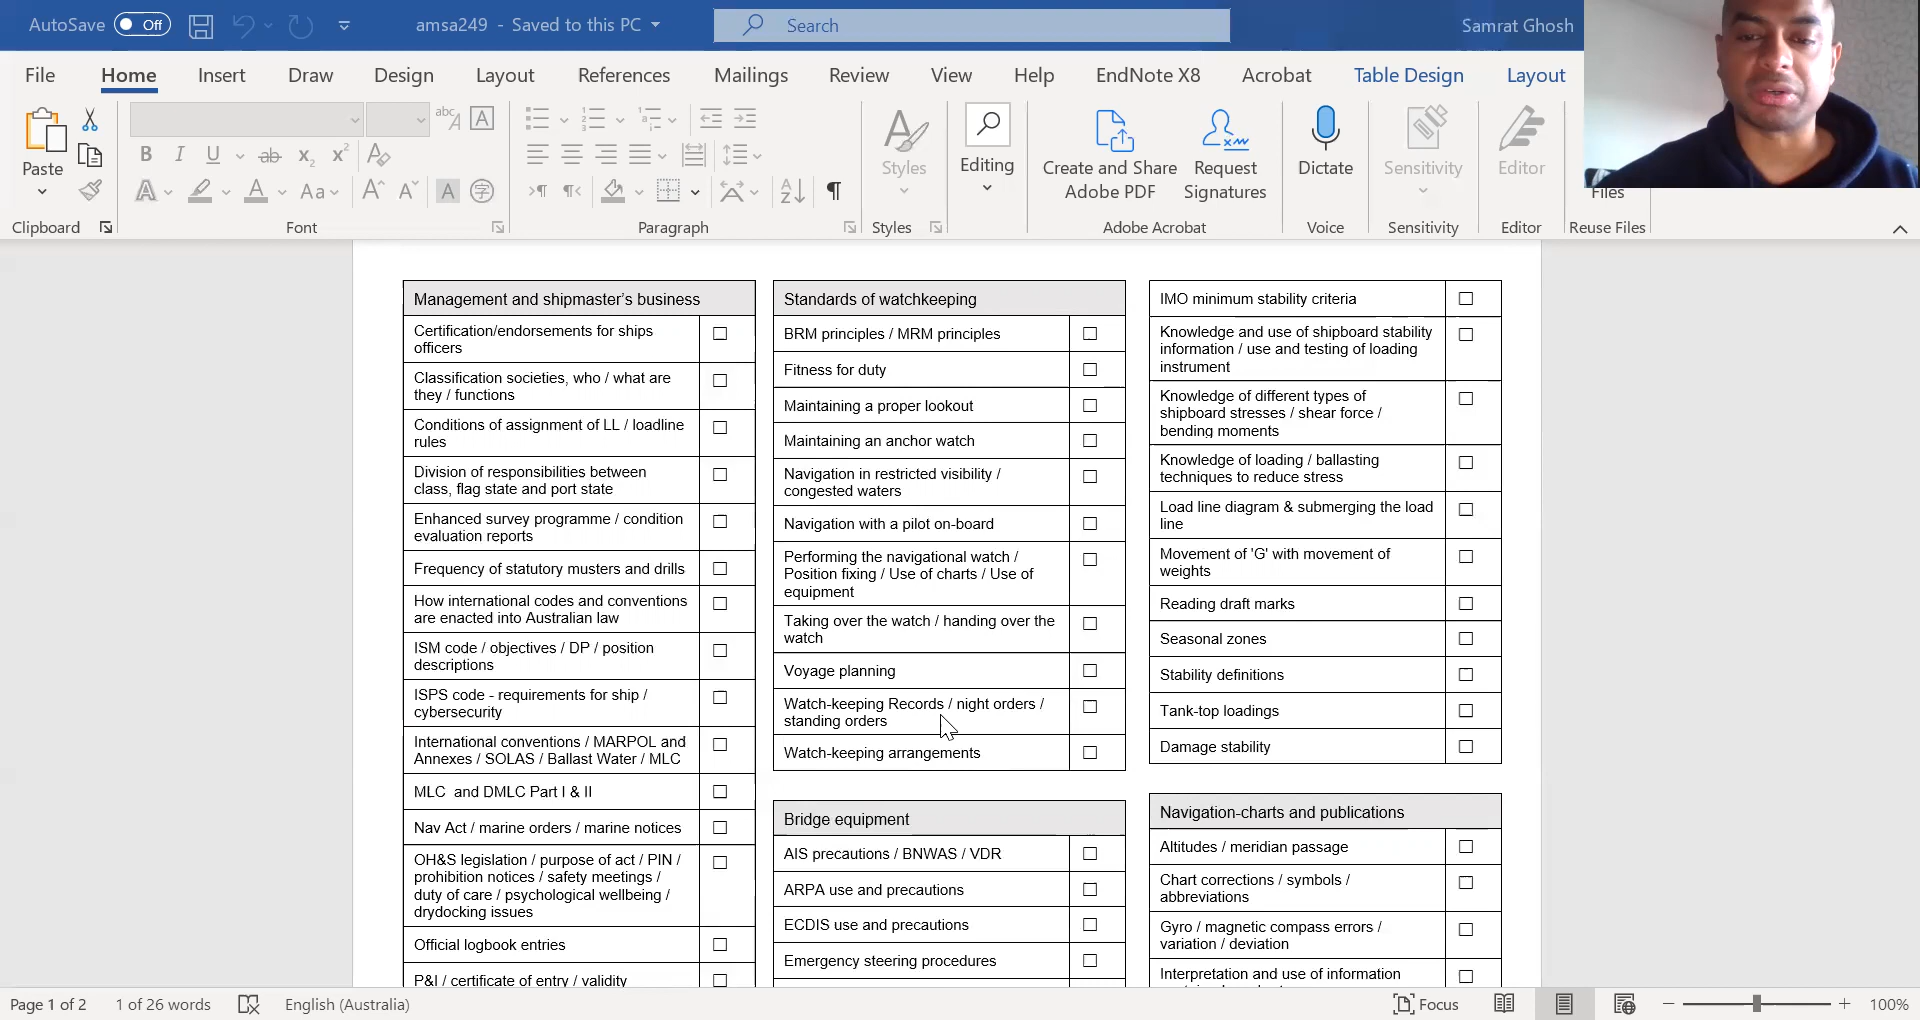 AutoSave Off
amsa249 - Saved to this PC
Search
Samrat Ghosh
File Home Insert Draw Design Layout References Mailings Review View Help EndNote X8 Acrobat Table Design Layout
Paste
Clipboard
abc
A
A
B I U ab x2 x2 A
A A Aa A A A 字
Font
Paragraph
Styles
Styles
Editing
Create and Share
Adobe PDF
Request
Signatures
Adobe Acrobat
Dictate
Voice
Sensitivity
Sensitivity
Editor
Editor
Files
Reuse Files
Management and shipmaster's business
Certification/endorsements for ships
officers
Classification societies, who / what are
they / functions
Conditions of assignment of LL / loadline
rules
Division of responsibilities between
class, flag state and port state
Enhanced survey programme / condition
evaluation reports
Frequency of statutory musters and drills
How international codes and conventions
are enacted into Australian law
ISM code / objectives / DP / position
descriptions
ISPS code - requirements for ship /
cybersecurity
International conventions / MARPOL and
Annexes / SOLAS / Ballast Water / MLC
MLC and DMLC Part I & II
Nav Act / marine orders / marine notices
OH&S legislation / purpose of act / PIN /
prohibition notices / safety meetings /
duty of care / psychological wellbeing /
drydocking issues
Official logbook entries
P&I / certificate of entry / validity
Standards of watchkeeping
BRM principles / MRM principles
Fitness for duty
Maintaining a proper lookout
Maintaining an anchor watch
Navigation in restricted visibility /
congested waters
Navigation with a pilot on-board
Performing the navigational watch /
Position fixing / Use of charts / Use of
equipment
Taking over the watch / handing over the
watch
Voyage planning
Watch-keeping Records / night orders /
standing orders
Watch-keeping arrangements
Bridge equipment
AIS precautions / BNWAS / VDR
ARPA use and precautions
ECDIS use and precautions
Emergency steering procedures
IMO minimum stability criteria
Knowledge and use of shipboard stability
information / use and testing of loading
instrument
Knowledge of different types of
shipboard stresses / shear force /
bending moments
Knowledge of loading / ballasting
techniques to reduce stress
Load line diagram & submerging the load
line
Movement of 'G' with movement of
weights
Reading draft marks
Seasonal zones
Stability definitions
Tank-top loadings
Damage stability
Navigation-charts and publications
Altitudes / meridian passage
Chart corrections / symbols /
abbreviations
Gyro / magnetic compass errors /
variation / deviation
Interpretation and use of information
Page 1 of 2 1 of 26 words English (Australia)
Focus
100%